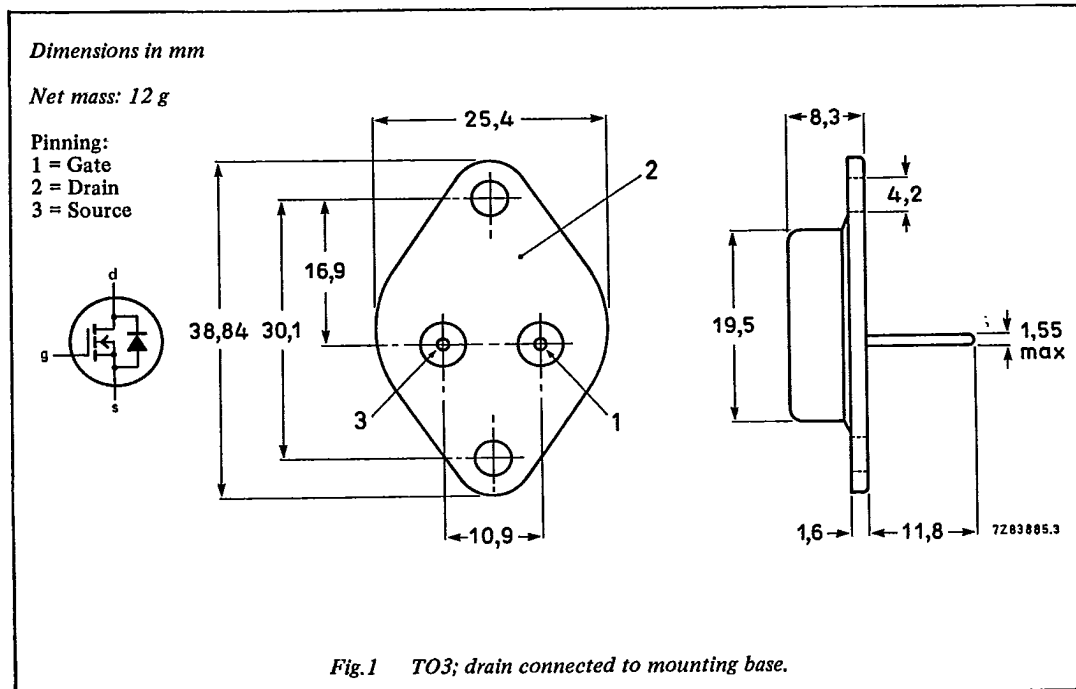 Dimensions in mm
Net mass: 12 g
Pinning:
1 = Gate
2 = Drain
3 = Source
d
g
s
25,4
2
38,84
30,1
16,9
3
1
10,9
8,3
4,2
19,5
1,55
max
1,6
11,8
7Z83885.3
Fig.1 TO3; drain connected to mounting base.